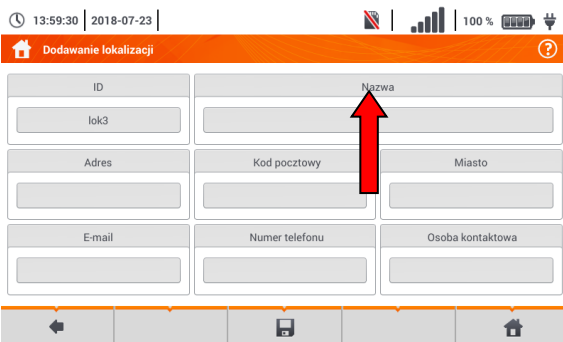 13:59:30 2018-07-23 100 %
Dodawanie lokalizacji ?
ID Nazwa
lok3
Adres Kod pocztowy Miasto
E-mail Numer telefonu Osoba kontaktowa